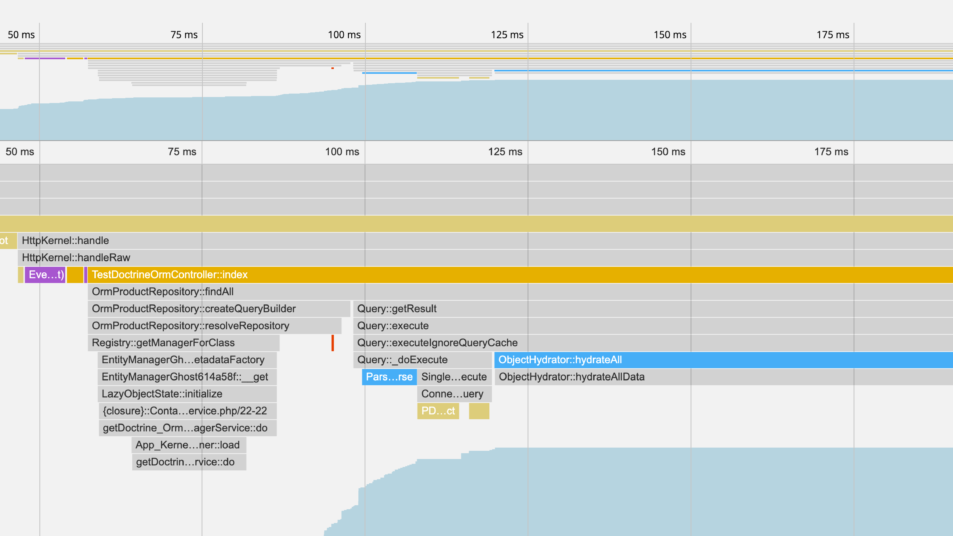 50 ms 75 ms 100 ms 125 ms 150 ms 175 ms
50 ms 75 ms 100 ms 125 ms 150 ms 175 ms
ot HttpKernel::handle
HttpKernel::handleRaw
Eve…t) TestDoctrineOrmController::index
OrmProductRepository::findAll
OrmProductRepository::createQueryBuilder Query::getResult
OrmProductRepository::resolveRepository Query::execute
Registry::getManagerForClass Query::executeIgnoreQueryCache
EntityManagerGh…etadataFactory Query::_doExecute ObjectHydrator::hydrateAll
EntityManagerGhost614a58f::__get Pars…rse Single…ecute ObjectHydrator::hydrateAllData
LazyObjectState::initialize Conne…uery
{closure}::Conta…ervice.php/22-22 PD…ct
getDoctrine_Orm…agerService::do
App_Kerne…ner::load
getDoctrin…rvice::do